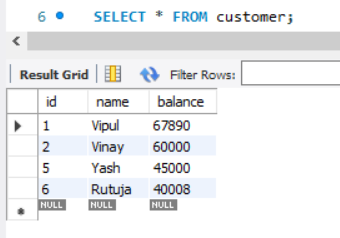 6 SELECT * FROM customer;
Result Grid Filter Rows:
id name balance
1 Vipul 67890
2 Vinay 60000
5 Yash 45000
6 Rutuja 40008
NULL NULL NULL